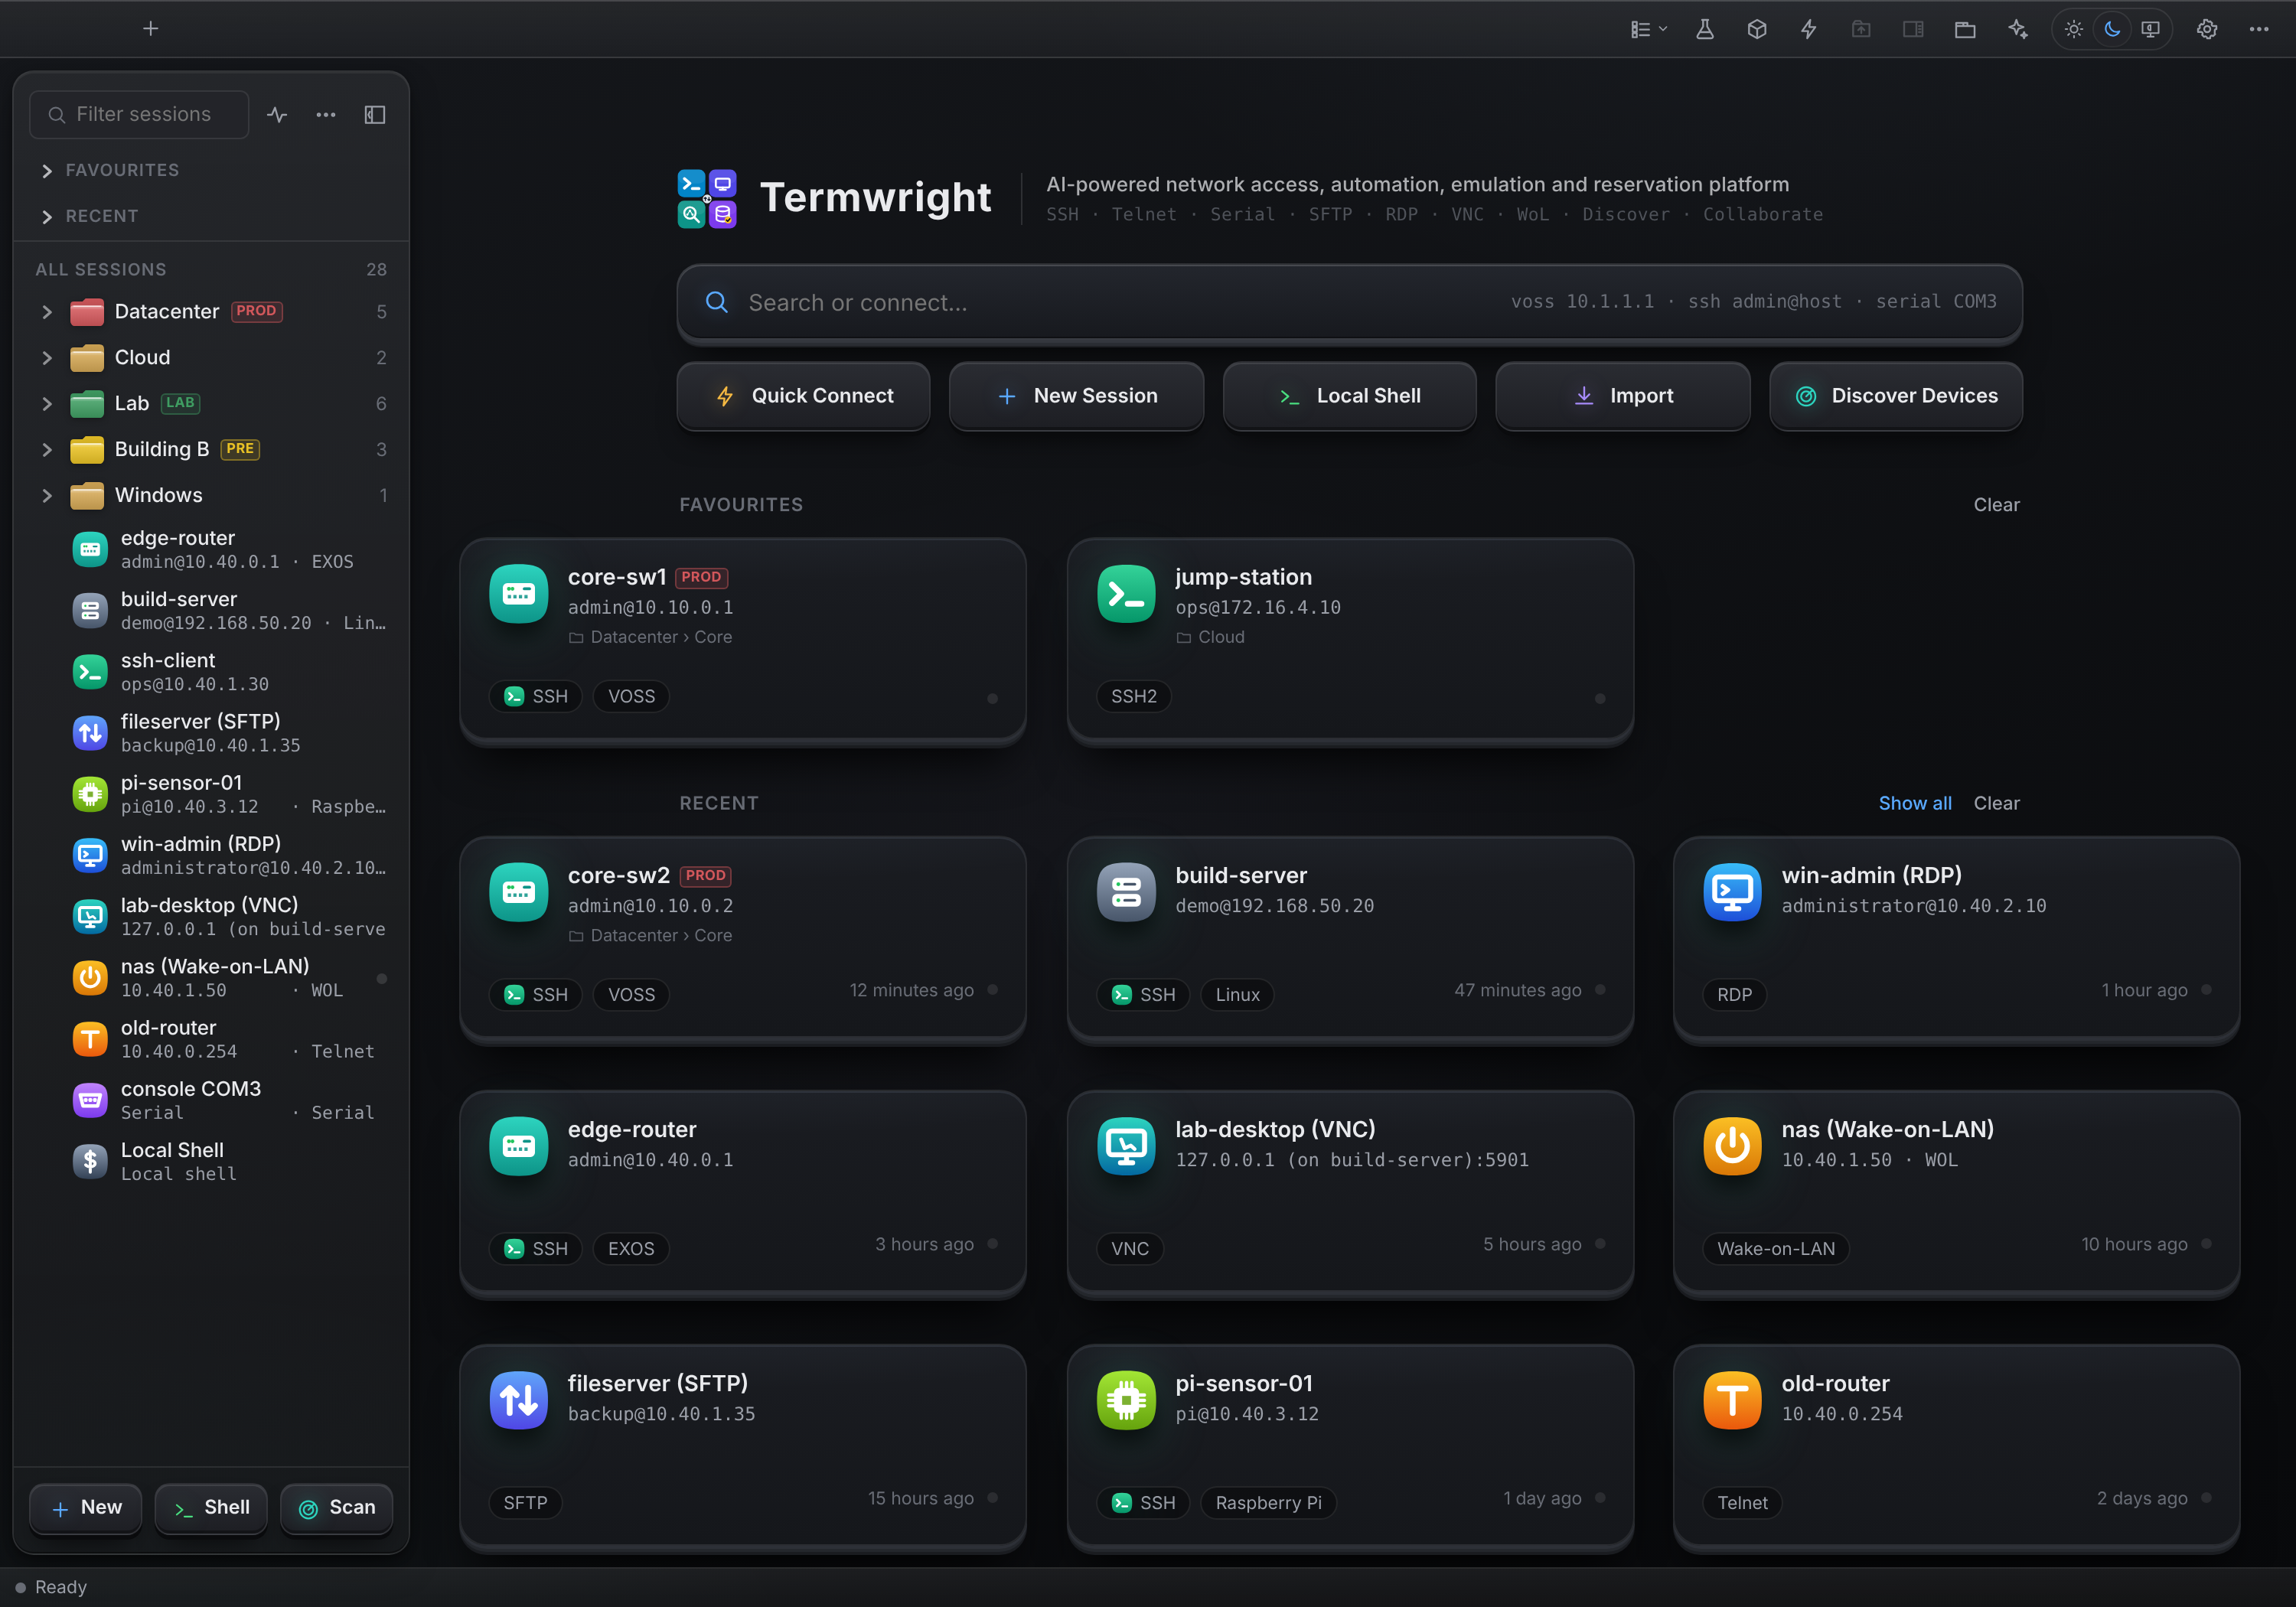 Filter sessions
FAVOURITES
RECENT
ALL SESSIONS 28
Datacenter PROD 5
Cloud 2
Lab LAB 6
Building B PRE 3
Windows 1
edge-router
admin@10.40.0.1 · EXOS
build-server
demo@192.168.50.20 · Lin…
ssh-client
ops@10.40.1.30
fileserver (SFTP)
backup@10.40.1.35
pi-sensor-01
pi@10.40.3.12 · Raspbe…
win-admin (RDP)
administrator@10.40.2.10…
lab-desktop (VNC)
127.0.0.1 (on build-serve
nas (Wake-on-LAN)
10.40.1.50 · WOL
old-router
10.40.0.254 · Telnet
console COM3
Serial · Serial
Local Shell
Local shell
New Shell Scan
Ready
Termwright
AI-powered network access, automation, emulation and reservation platform
SSH · Telnet · Serial · SFTP · RDP · VNC · WoL · Discover · Collaborate
Search or connect... voss 10.1.1.1 · ssh admin@host · serial COM3
Quick Connect New Session Local Shell Import Discover Devices
FAVOURITES Clear
core-sw1 PROD
admin@10.10.0.1
Datacenter › Core
SSH VOSS
jump-station
ops@172.16.4.10
Cloud
SSH2
RECENT Show all Clear
core-sw2 PROD
admin@10.10.0.2
Datacenter › Core
SSH VOSS 12 minutes ago
build-server
demo@192.168.50.20
SSH Linux 47 minutes ago
win-admin (RDP)
administrator@10.40.2.10
RDP 1 hour ago
edge-router
admin@10.40.0.1
SSH EXOS 3 hours ago
lab-desktop (VNC)
127.0.0.1 (on build-server):5901
VNC 5 hours ago
nas (Wake-on-LAN)
10.40.1.50 · WOL
Wake-on-LAN 10 hours ago
fileserver (SFTP)
backup@10.40.1.35
SFTP 15 hours ago
pi-sensor-01
pi@10.40.3.12
SSH Raspberry Pi 1 day ago
old-router
10.40.0.254
Telnet 2 days ago